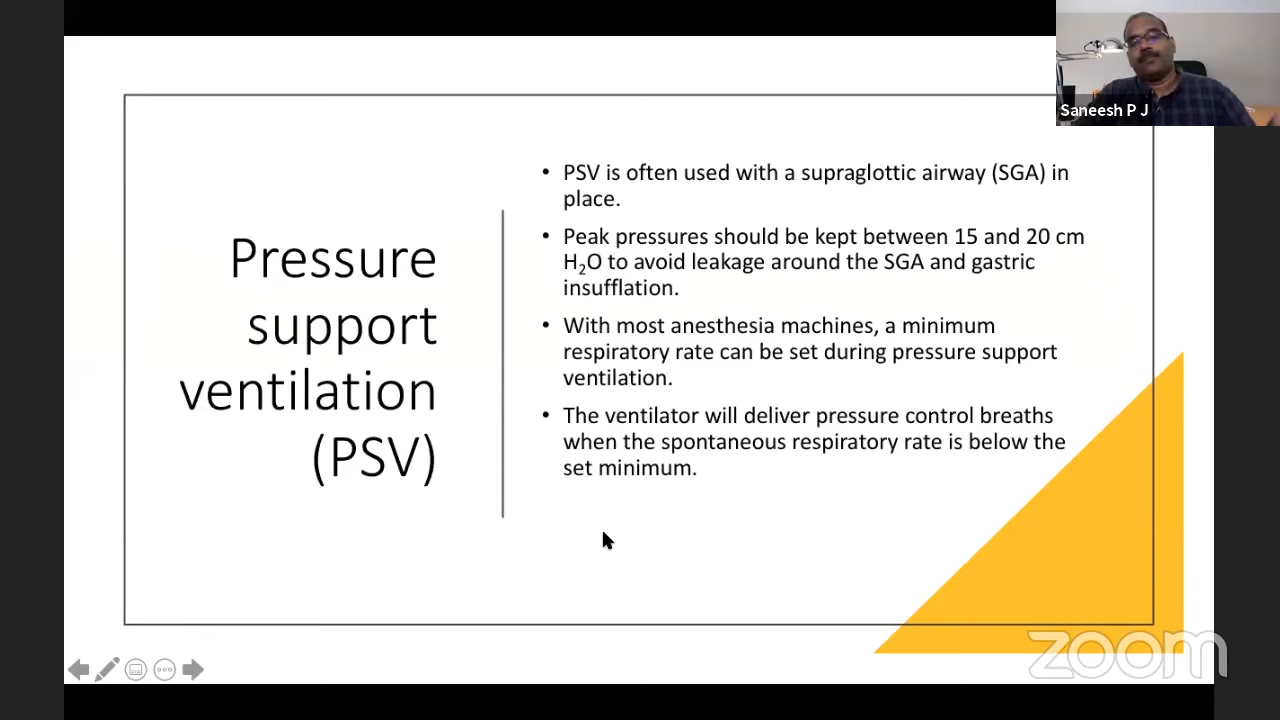 Saneesh P J
Pressure
support
ventilation
(PSV)
• PSV is often used with a supraglottic airway (SGA) in
place.
• Peak pressures should be kept between 15 and 20 cm
H₂O to avoid leakage around the SGA and gastric
insufflation.
• With most anesthesia machines, a minimum
respiratory rate can be set during pressure support
ventilation.
• The ventilator will deliver pressure control breaths
when the spontaneous respiratory rate is below the
set minimum.
zoom